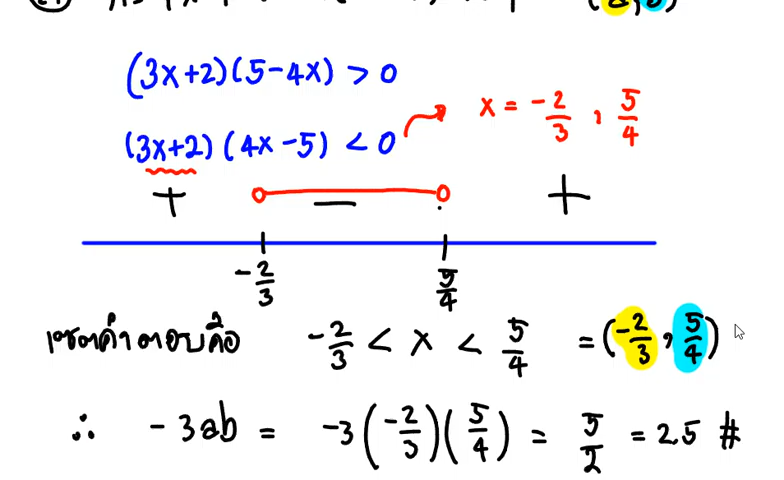 (3x+2)(5-4x) > 0
(3x+2)(4x-5) < 0
x = -2/3 , 5/4
+ - +
-2/3 5/4
เซตคำตอบคือ -2/3 < x < 5/4 = (-2/3 , 5/4)
∴ -3ab = -3(-2/3)(5/4) = 5/2 = 2.5 #